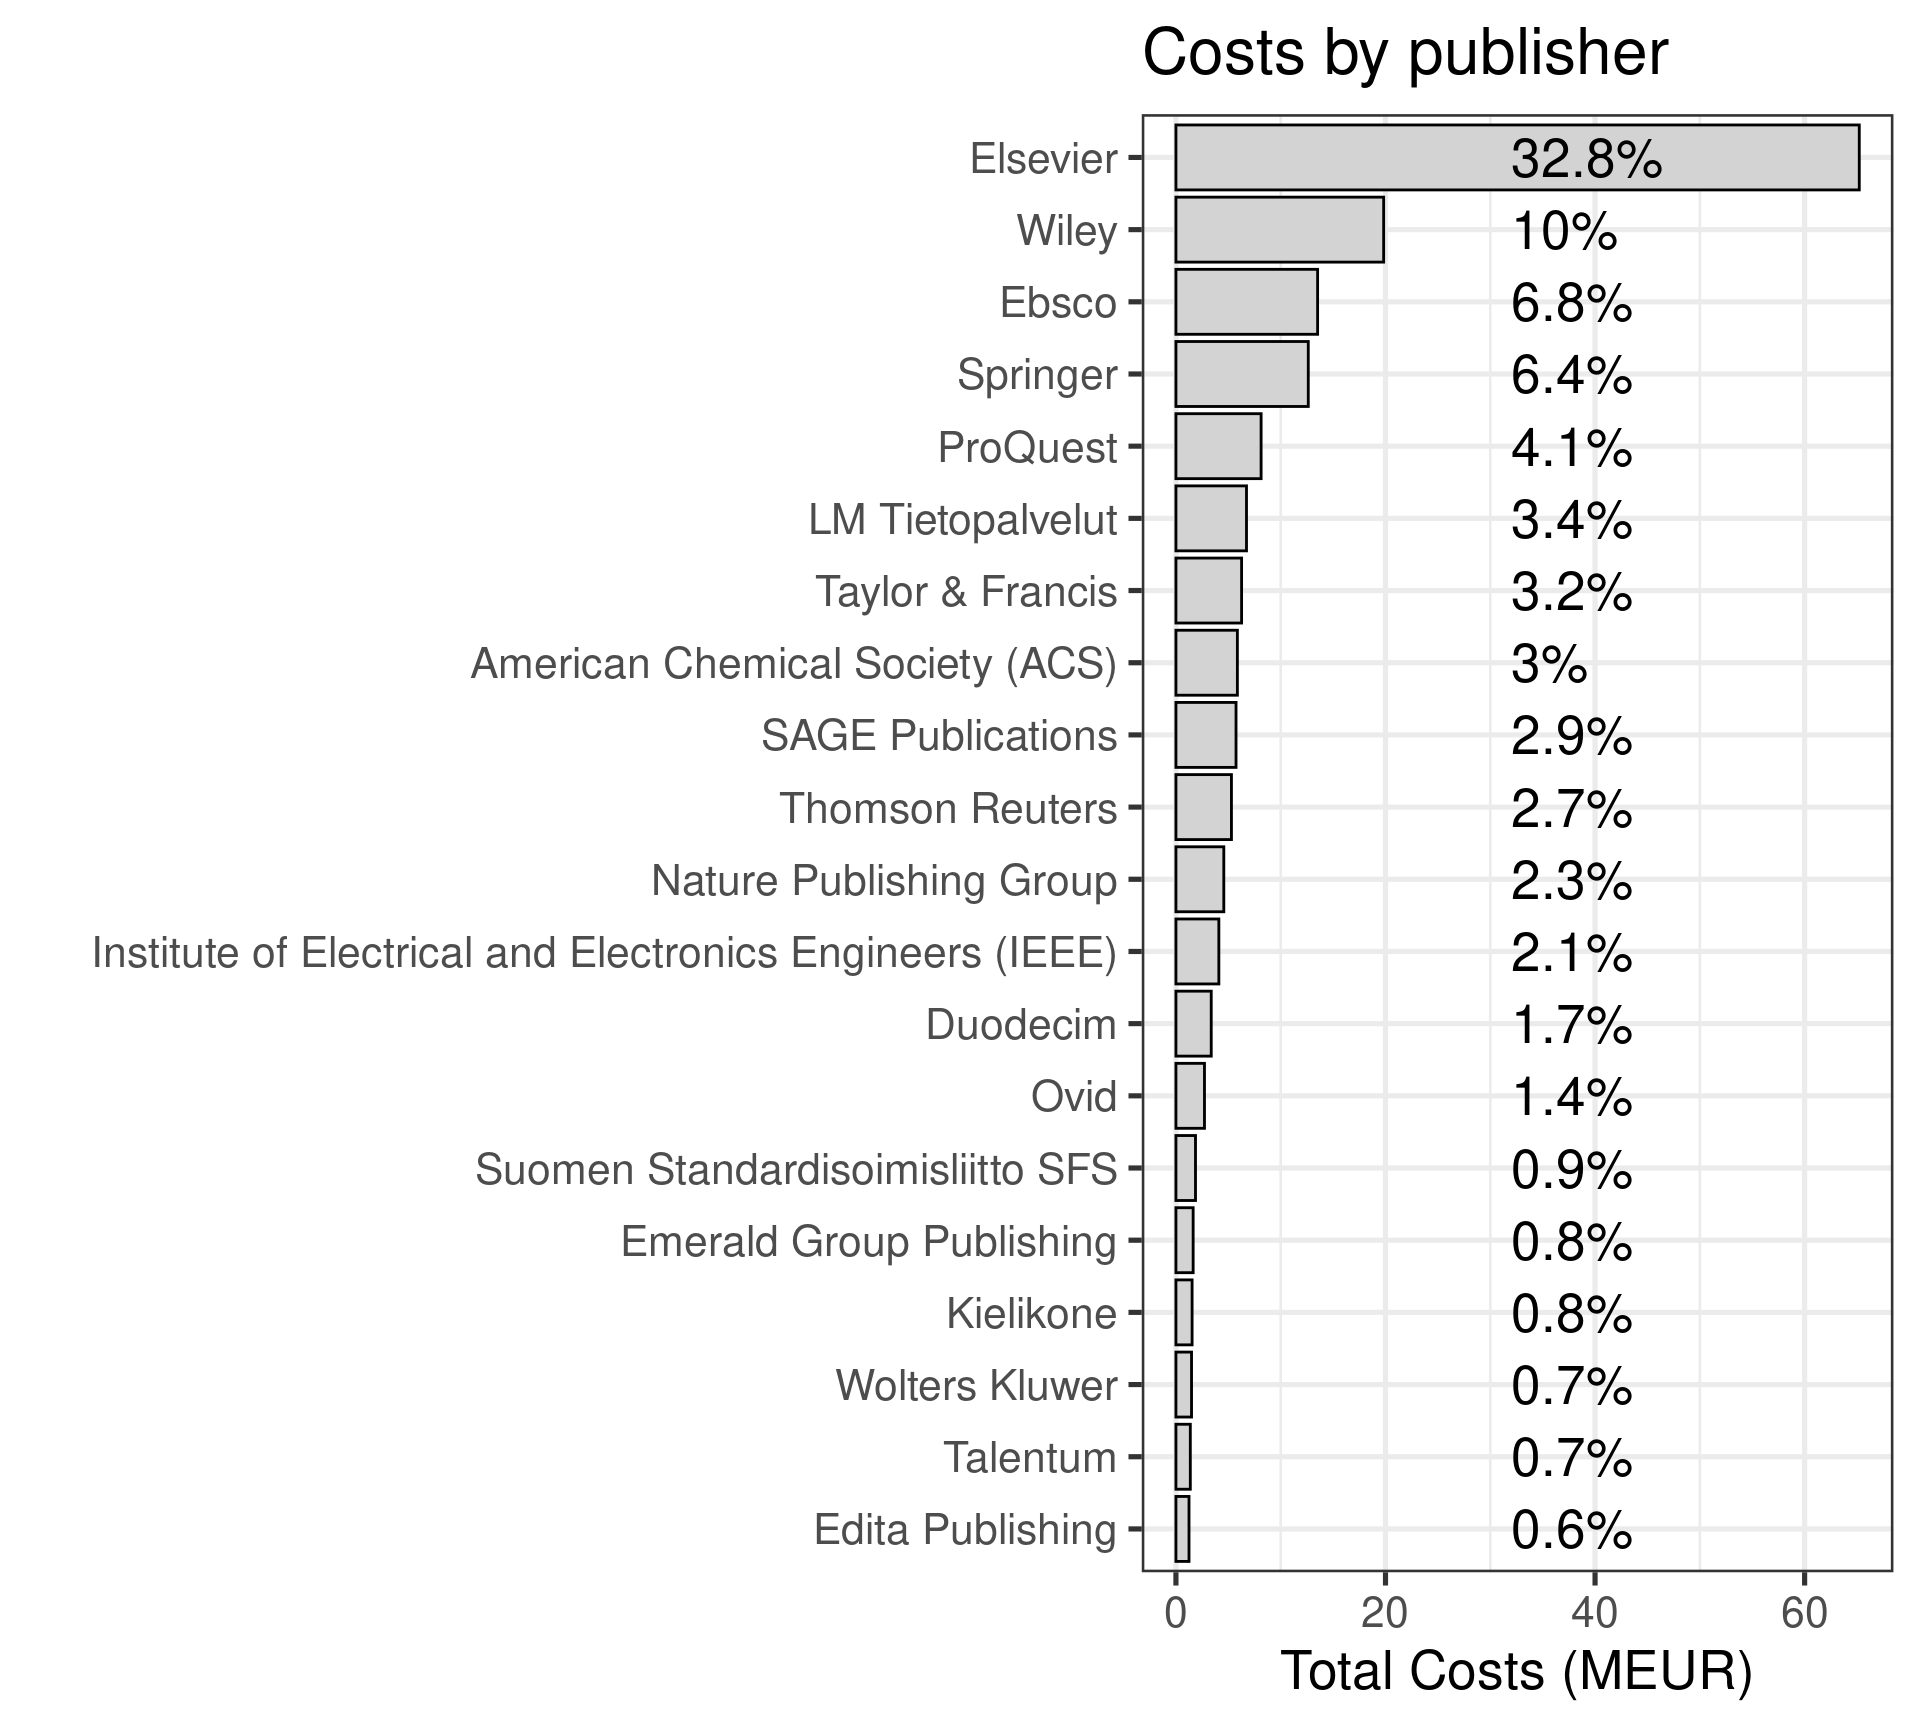 Costs by publisher
Elsevier 32.8%
Wiley 10%
Ebsco 6.8%
Springer 6.4%
ProQuest 4.1%
LM Tietopalvelut 3.4%
Taylor & Francis 3.2%
American Chemical Society (ACS) 3%
SAGE Publications 2.9%
Thomson Reuters 2.7%
Nature Publishing Group 2.3%
Institute of Electrical and Electronics Engineers (IEEE) 2.1%
Duodecim 1.7%
Ovid 1.4%
Suomen Standardisoimisliitto SFS 0.9%
Emerald Group Publishing 0.8%
Kielikone 0.8%
Wolters Kluwer 0.7%
Talentum 0.7%
Edita Publishing 0.6%
0 20 40 60
Total Costs (MEUR)